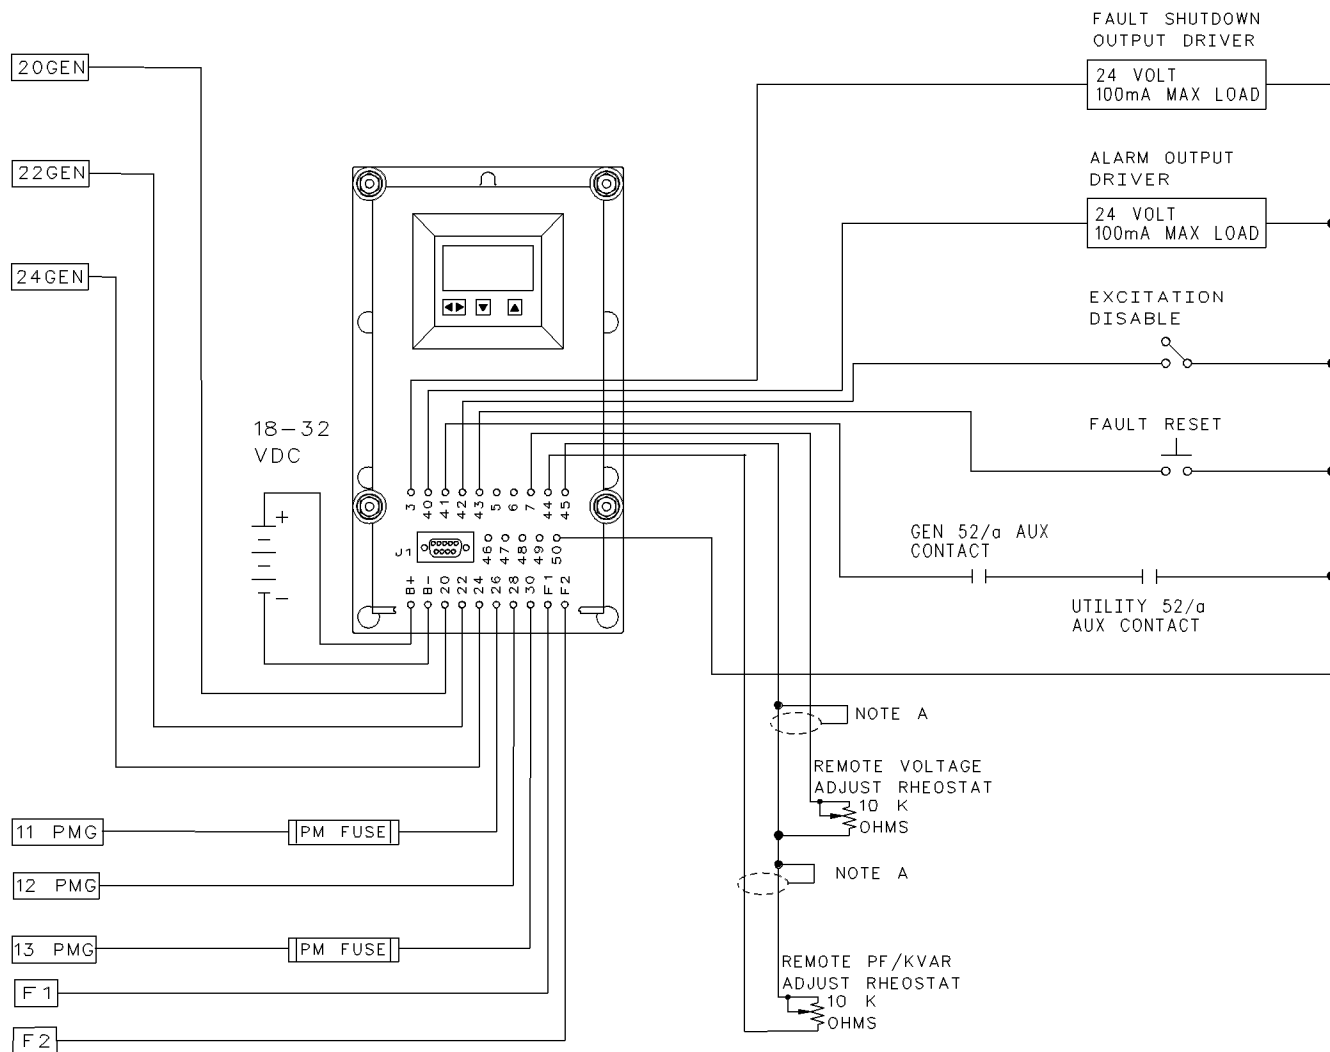 FAULT SHUTDOWN
OUTPUT DRIVER
24 VOLT
100mA MAX LOAD
20GEN
22GEN
24GEN
ALARM OUTPUT
DRIVER
24 VOLT
100mA MAX LOAD
EXCITATION
DISABLE
FAULT RESET
18-32
VDC
+
-
3 40 41 42 43 5 6 7 44 45
J1
46 47 48 49 50
B+ B- 20 22 24 26 28 30 F1 F2
GEN 52/a AUX
CONTACT
UTILITY 52/a
AUX CONTACT
NOTE A
REMOTE VOLTAGE
ADJUST RHEOSTAT
10 K
OHMS
NOTE A
REMOTE PF/KVAR
ADJUST RHEOSTAT
10 K
OHMS
11 PMG
PM FUSE
12 PMG
13 PMG
PM FUSE
F1
F2